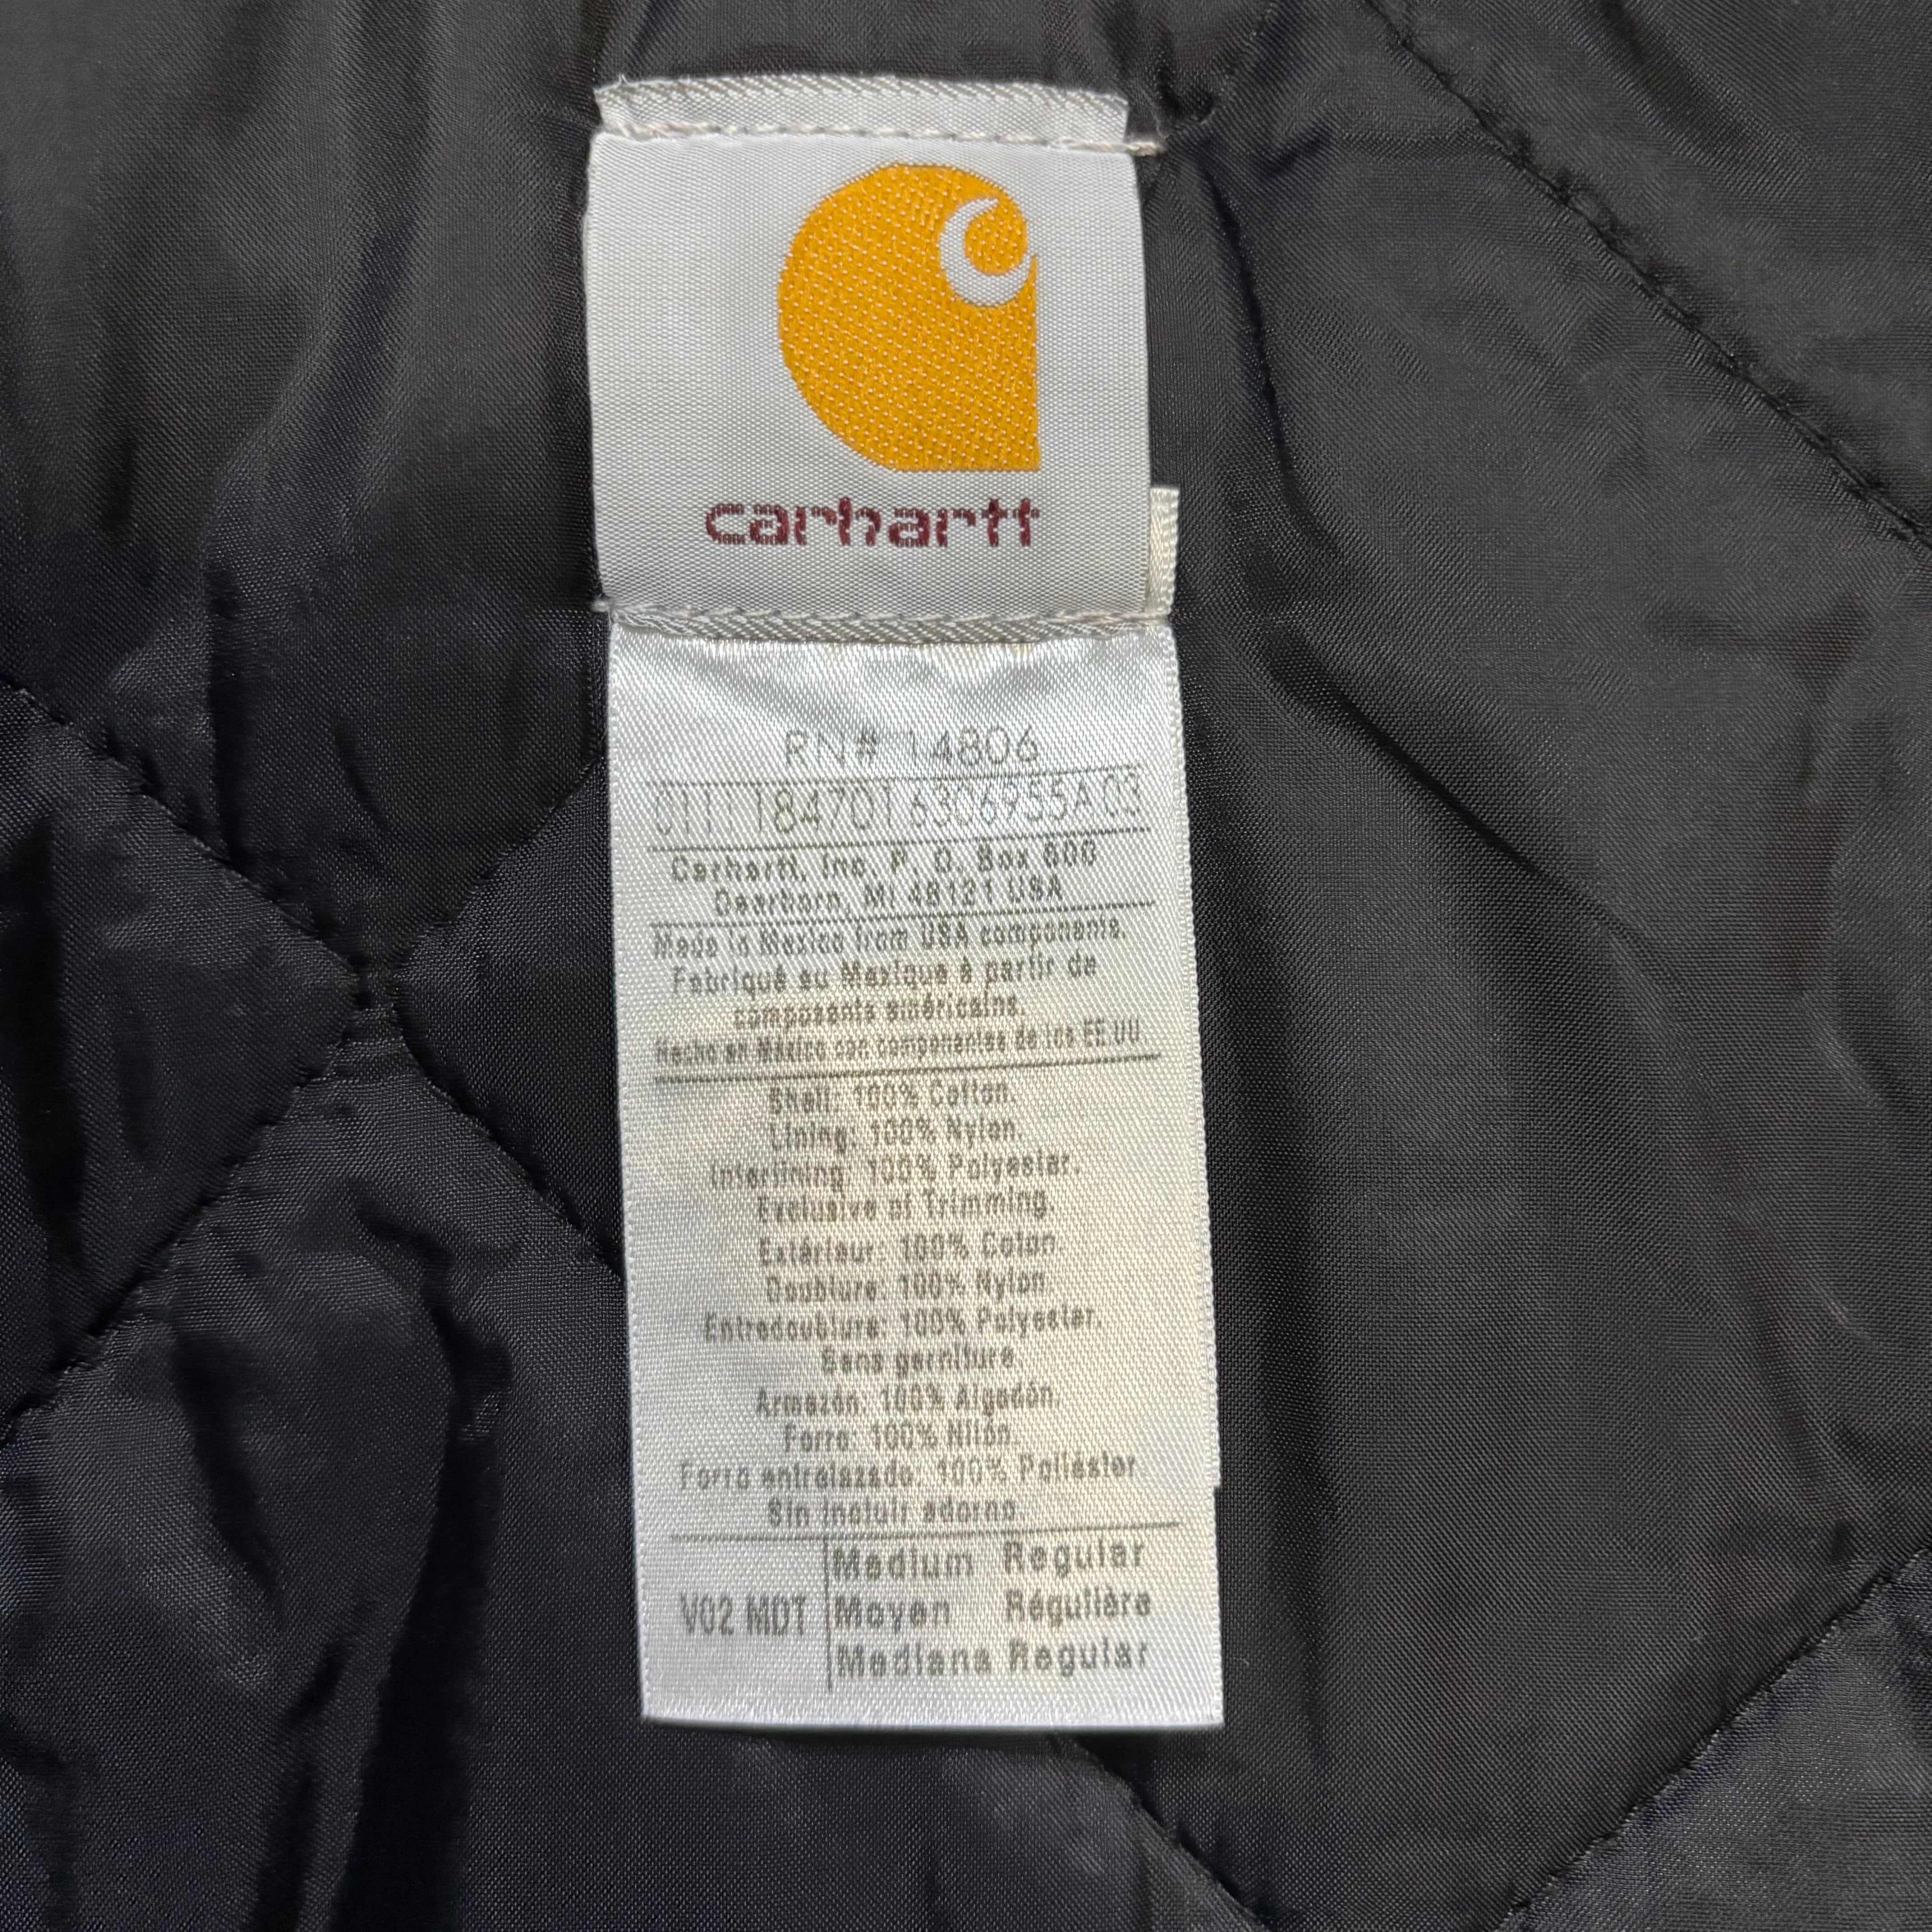 carhartt
RN# 14806
011 1847016306955A03
Carhartt, Inc. P. O. Box 600
Dearborn, MI 48121 USA
Made in Mexico from USA components.
Fabriqué au Mexique à partir de
composants américains.
Hecho en México con componentes de los EE UU
Shell: 100% Cotton.
Lining: 100% Nylon.
Interlining: 100% Polyester.
Exclusive of Trimming.
Extérieur: 100% Coton.
Doublure: 100% Nylon
Entredoublure: 100% Polyester.
Sans garniture.
Armazón: 100% Algodón.
Forro: 100% Nilón.
Forro entrelazado: 100% Poliéster.
Sin incluir adorno
V02 MDT
Medium Regular
Moyen Régulière
Mediana Regular